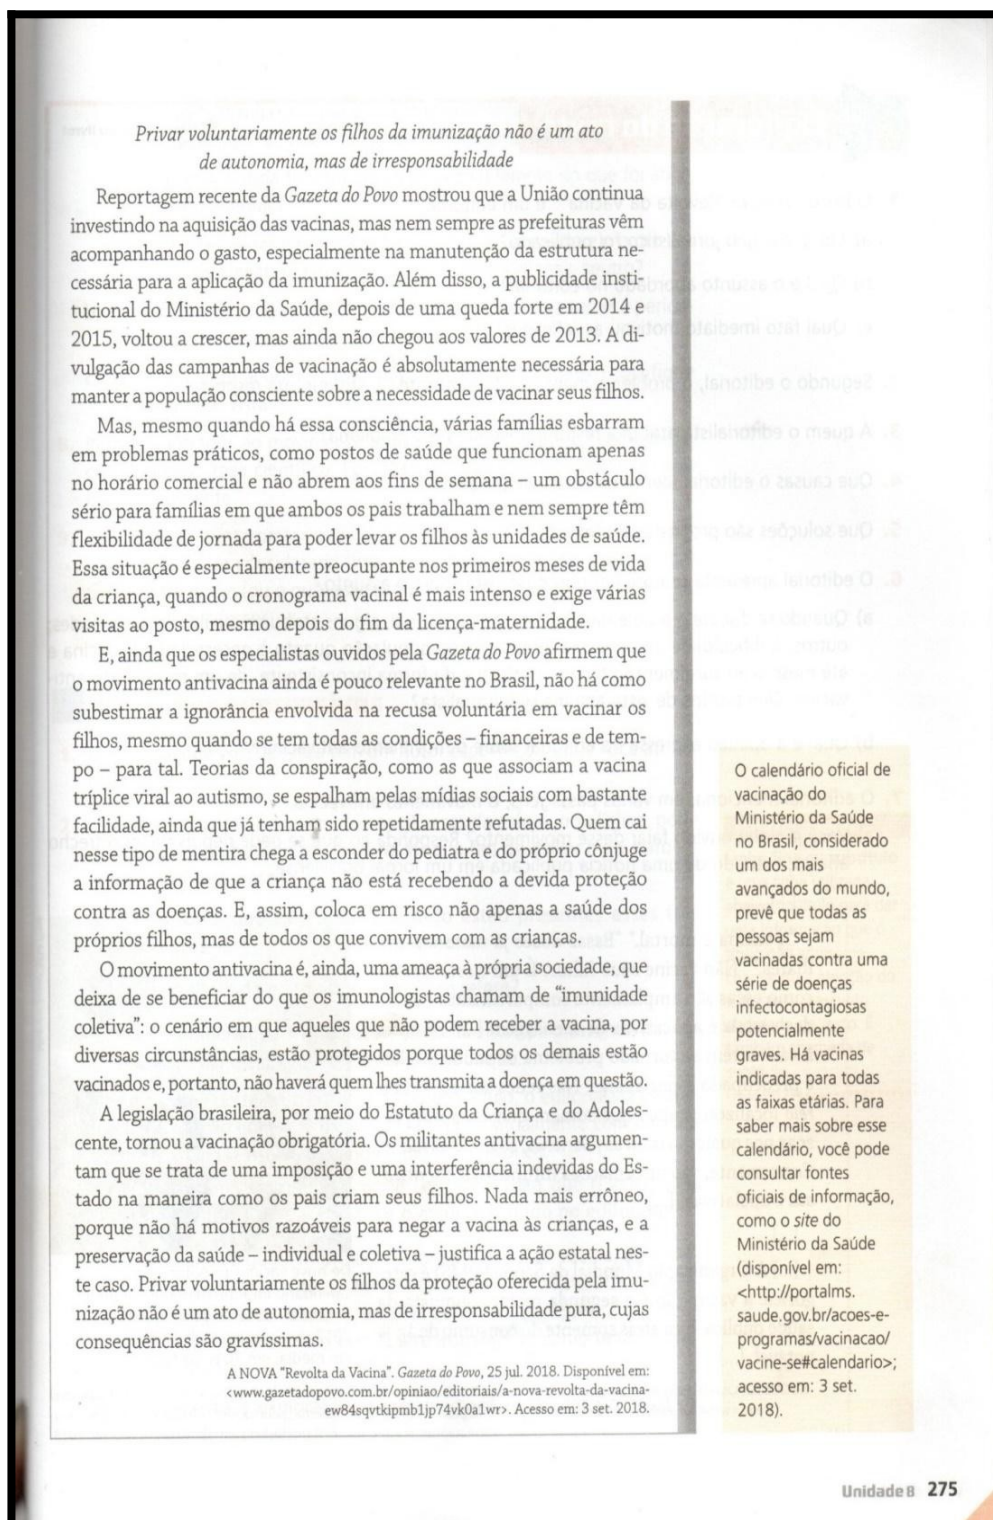 Privar voluntariamente os filhos da imunização não é um ato
de autonomia, mas de irresponsabilidade
Reportagem recente da Gazeta do Povo mostrou que a União continua
investindo na aquisição das vacinas, mas nem sempre as prefeituras vêm
acompanhando o gasto, especialmente na manutenção da estrutura ne-
cessária para a aplicação da imunização. Além disso, a publicidade insti-
tucional do Ministério da Saúde, depois de uma queda forte em 2014 e
2015, voltou a crescer, mas ainda não chegou aos valores de 2013. A di-
vulgação das campanhas de vacinação é absolutamente necessária para
manter a população consciente sobre a necessidade de vacinar seus filhos.
Mas, mesmo quando há essa consciência, várias famílias esbarram
em problemas práticos, como postos de saúde que funcionam apenas
no horário comercial e não abrem aos fins de semana – um obstáculo
sério para famílias em que ambos os pais trabalham e nem sempre têm
flexibilidade de jornada para poder levar os filhos às unidades de saúde.
Essa situação é especialmente preocupante nos primeiros meses de vida
da criança, quando o cronograma vacinal é mais intenso e exige várias
visitas ao posto, mesmo depois do fim da licença-maternidade.
E, ainda que os especialistas ouvidos pela Gazeta do Povo afirmem que
o movimento antivacina ainda é pouco relevante no Brasil, não há como
subestimar a ignorância envolvida na recusa voluntária em vacinar os
filhos, mesmo quando se tem todas as condições – financeiras e de tem-
po – para tal. Teorias da conspiração, como as que associam a vacina
tríplice viral ao autismo, se espalham pelas mídias sociais com bastante
facilidade, ainda que já tenham sido repetidamente refutadas. Quem cai
nesse tipo de mentira chega a esconder do pediatra e do próprio cônjuge
a informação de que a criança não está recebendo a devida proteção
contra as doenças. E, assim, coloca em risco não apenas a saúde dos
próprios filhos, mas de todos os que convivem com as crianças.
O movimento antivacina é, ainda, uma ameaça à própria sociedade, que
deixa de se beneficiar do que os imunologistas chamam de “imunidade
coletiva”: o cenário em que aqueles que não podem receber a vacina, por
diversas circunstâncias, estão protegidos porque todos os demais estão
vacinados e, portanto, não haverá quem lhes transmita a doença em questão.
A legislação brasileira, por meio do Estatuto da Criança e do Adoles-
cente, tornou a vacinação obrigatória. Os militantes antivacina argumen-
tam que se trata de uma imposição e uma interferência indevidas do Es-
tado na maneira como os pais criam seus filhos. Nada mais errôneo,
porque não há motivos razoáveis para negar a vacina às crianças, e a
preservação da saúde – individual e coletiva – justifica a ação estatal nes-
te caso. Privar voluntariamente os filhos da proteção oferecida pela imu-
nização não é um ato de autonomia, mas de irresponsabilidade pura, cujas
consequências são gravíssimas.
A NOVA “Revolta da Vacina”. Gazeta do Povo, 25 jul. 2018. Disponível em:
<www.gazetadopovo.com.br/opiniao/editoriais/a-nova-revolta-da-vacina-
ew84sqvtkipmb1jp74vk0a1wr>. Acesso em: 3 set. 2018.
O calendário oficial de
vacinação do
Ministério da Saúde
no Brasil, considerado
um dos mais
avançados do mundo,
prevê que todas as
pessoas sejam
vacinadas contra uma
série de doenças
infectocontagiosas
potencialmente
graves. Há vacinas
indicadas para todas
as faixas etárias. Para
saber mais sobre esse
calendário, você pode
consultar fontes
oficiais de informação,
como o site do
Ministério da Saúde
(disponível em:
<http://portalms.
saude.gov.br/acoes-e-
programas/vacinacao/
vacine-se#calendario>;
acesso em: 3 set.
2018).
Unidade 8 275